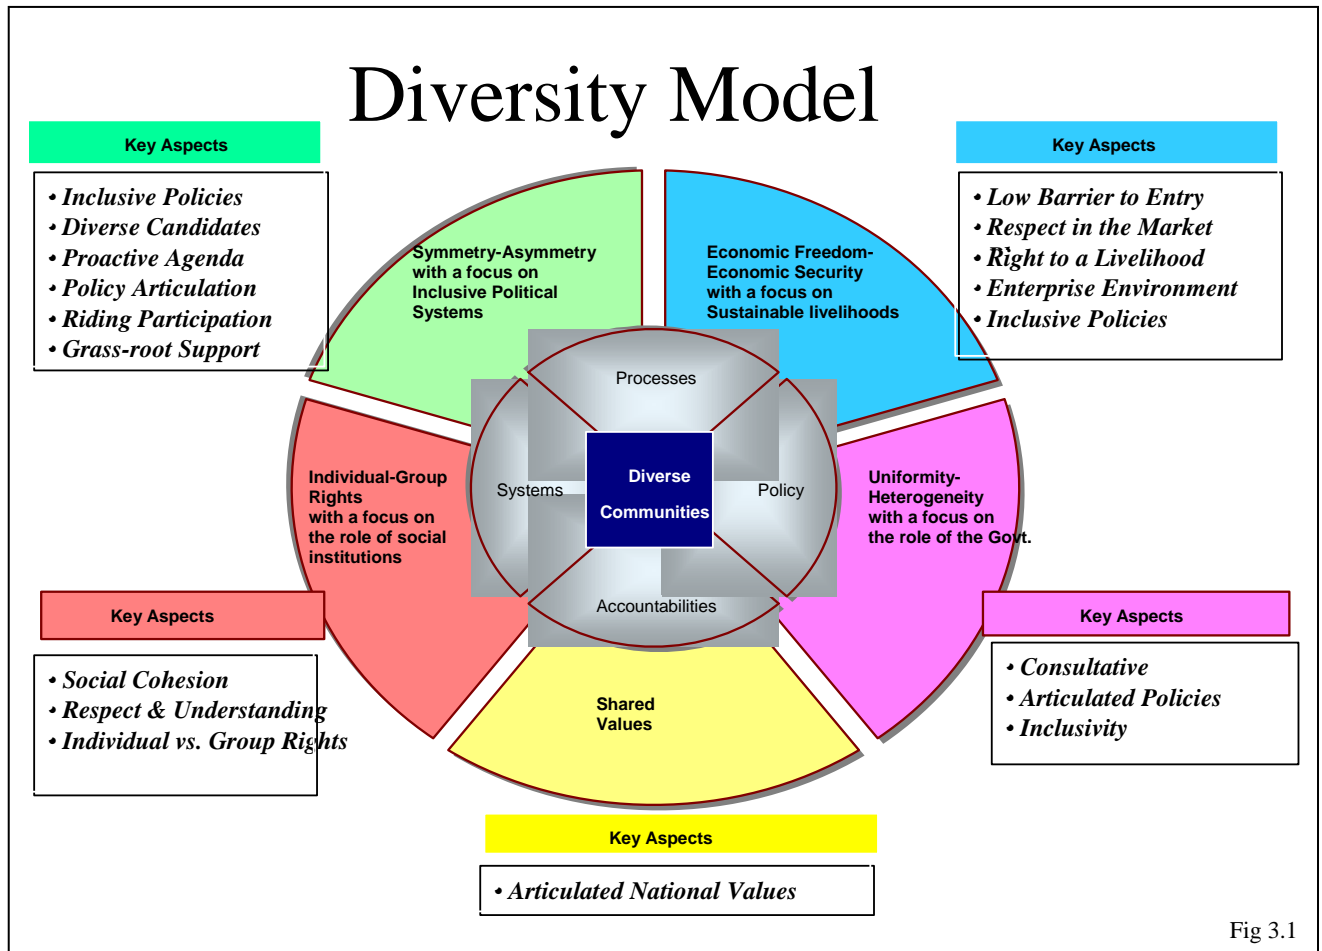 Diversity Model
Key Aspects
• Inclusive Policies
• Diverse Candidates
• Proactive Agenda
• Policy Articulation
• Riding Participation
• Grass-root Support
Key Aspects
• Low Barrier to Entry
• Respect in the Market
• Right to a Livelihood
• Enterprise Environment
• Inclusive Policies
Symmetry-Asymmetry
with a focus on
Inclusive Political
Systems
Economic Freedom-
Economic Security
with a focus on
Sustainable livelihoods
Processes
Systems
Diverse
Communities
Policy
Accountabilities
Individual-Group
Rights
with a focus on
the role of social
institutions
Uniformity-
Heterogeneity
with a focus on
the role of the Govt.
Key Aspects
• Social Cohesion
• Respect & Understanding
• Individual vs. Group Rights
Key Aspects
• Consultative
• Articulated Policies
• Inclusivity
Shared
Values
Key Aspects
• Articulated National Values
Fig 3.1